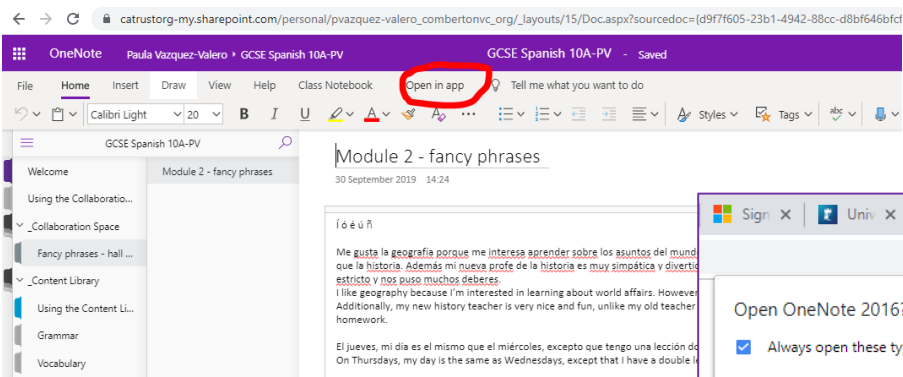 catrustorg-my.sharepoint.com/personal/pvazquez-valero_combertonvc_org/_layouts/15/Doc.aspx?sourcedoc={d9f7f605-23b1-4942-88cc-d8bf646bfcf
OneNote Paula Vazquez-Valero › GCSE Spanish 10A-PV GCSE Spanish 10A-PV - Saved
File Home Insert Draw View Help Class Notebook Open in app Tell me what you want to do
Calibri Light 20 B I U A Styles Tags abc
GCSE Spanish 10A-PV
Welcome
Using the Collaboratio...
_Collaboration Space
Fancy phrases - hall ...
_Content Library
Using the Content Li...
Grammar
Vocabulary
Module 2 - fancy phrases
Module 2 - fancy phrases
30 September 2019 14:24
Í ó é ú ñ
Me gusta la geografía porque me interesa aprender sobre los asuntos del mundi
que la historia. Además mi nueva profe de la historia es muy simpática y divertic
estricto y nos puso muchos deberes.
I like geography because I'm interested in learning about world affairs. However
Additionally, my new history teacher is very nice and fun, unlike my old teacher
homework.
El jueves, mi día es el mismo que el miércoles, excepto que tengo una lección do
On Thursdays, my day is the same as Wednesdays, except that I have a double le
Sign Univ
Open OneNote 2016?
Always open these ty